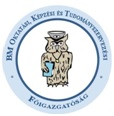 BM OKTATÁSI, KÉPZÉSI ÉS TUDOMÁNYSZERVEZÉSI
FŐIGAZGATÓSÁG